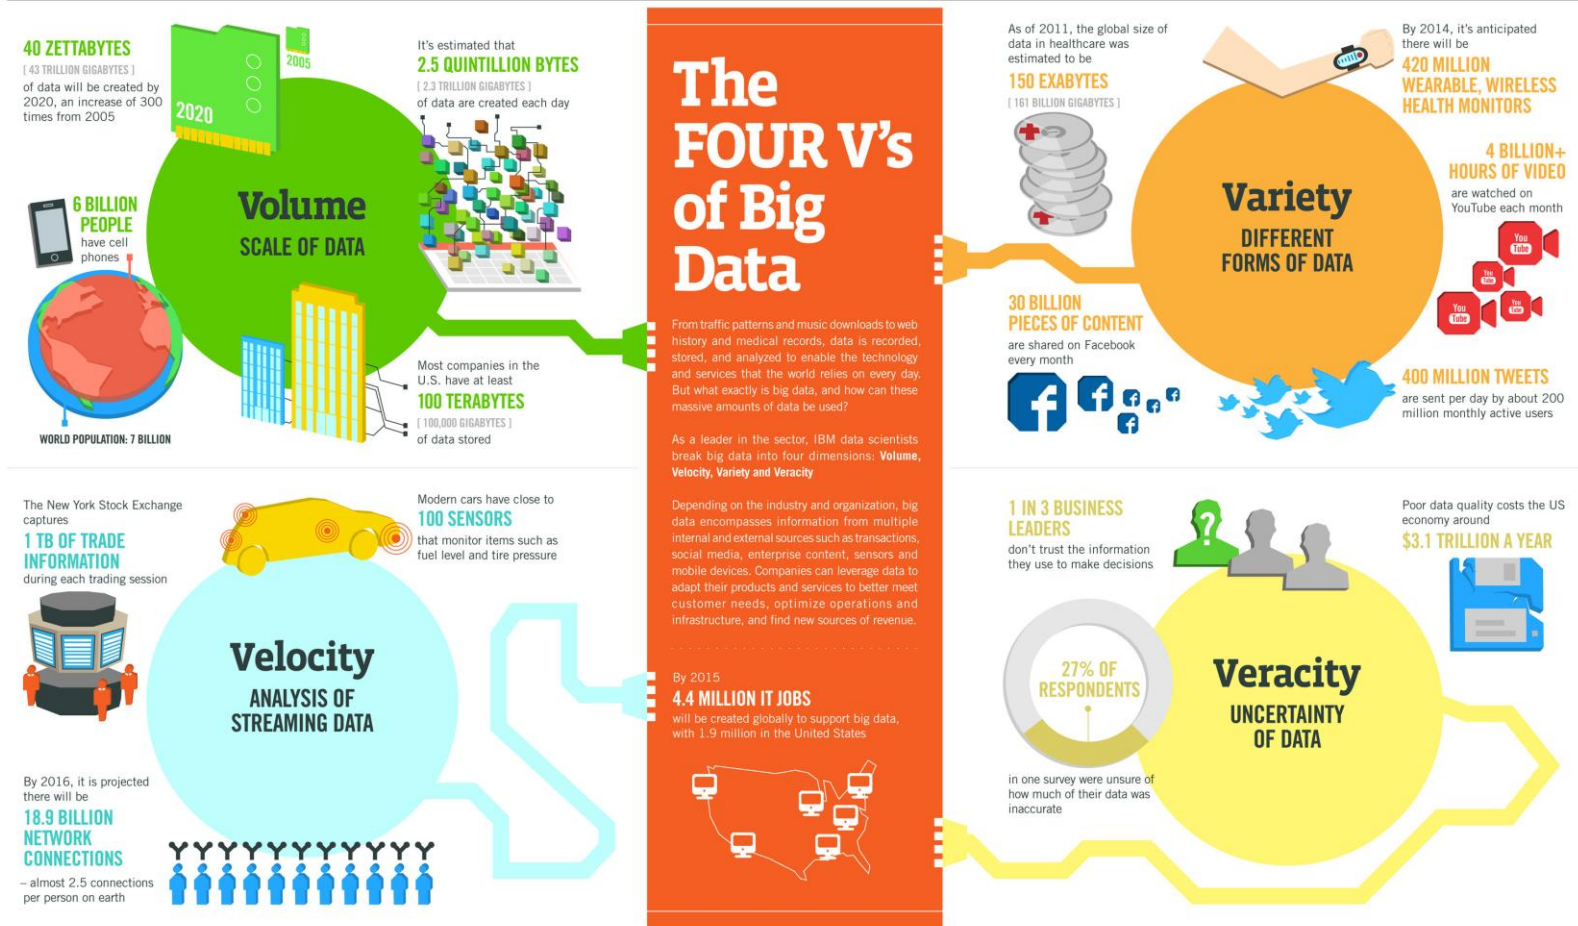 40 ZETTABYTES
[ 43 TRILLION GIGABYTES ]
of data will be created by
2020, an increase of 300
times from 2005
2020
2005
It's estimated that
2.5 QUINTILLION BYTES
[ 2.3 TRILLION GIGABYTES ]
of data are created each day
6 BILLION
PEOPLE
have cell
phones
Volume
SCALE OF DATA
WORLD POPULATION: 7 BILLION
Most companies in the
U.S. have at least
100 TERABYTES
[ 100,000 GIGABYTES ]
of data stored
The New York Stock Exchange
captures
1 TB OF TRADE
INFORMATION
during each trading session
Modern cars have close to
100 SENSORS
that monitor items such as
fuel level and tire pressure
Velocity
ANALYSIS OF
STREAMING DATA
By 2016, it is projected
there will be
18.9 BILLION
NETWORK
CONNECTIONS
– almost 2.5 connections
per person on earth
The
FOUR V's
of Big
Data
From traffic patterns and music downloads to web
history and medical records, data is recorded,
stored, and analyzed to enable the technology
and services that the world relies on every day.
But what exactly is big data, and how can these
massive amounts of data be used?
As a leader in the sector, IBM data scientists
break big data into four dimensions: Volume,
Velocity, Variety and Veracity
Depending on the industry and organization, big
data encompasses information from multiple
internal and external sources such as transactions,
social media, enterprise content, sensors and
mobile devices. Companies can leverage data to
adapt their products and services to better meet
customer needs, optimize operations and
infrastructure, and find new sources of revenue.
By 2015
4.4 MILLION IT JOBS
will be created globally to support big data,
with 1.9 million in the United States
As of 2011, the global size of
data in healthcare was
estimated to be
150 EXABYTES
[ 161 BILLION GIGABYTES ]
By 2014, it's anticipated
there will be
420 MILLION
WEARABLE, WIRELESS
HEALTH MONITORS
4 BILLION+
HOURS OF VIDEO
are watched on
YouTube each month
You
Tube
You
Tube
You
Tube
You
Tube
Variety
DIFFERENT
FORMS OF DATA
30 BILLION
PIECES OF CONTENT
are shared on Facebook
every month
f
f
f
f
f
f
400 MILLION TWEETS
are sent per day by about 200
million monthly active users
1 IN 3 BUSINESS
LEADERS
don't trust the information
they use to make decisions
?
Poor data quality costs the US
economy around
$3.1 TRILLION A YEAR
27% OF
RESPONDENTS
in one survey were unsure of
how much of their data was
inaccurate
Veracity
UNCERTAINTY
OF DATA